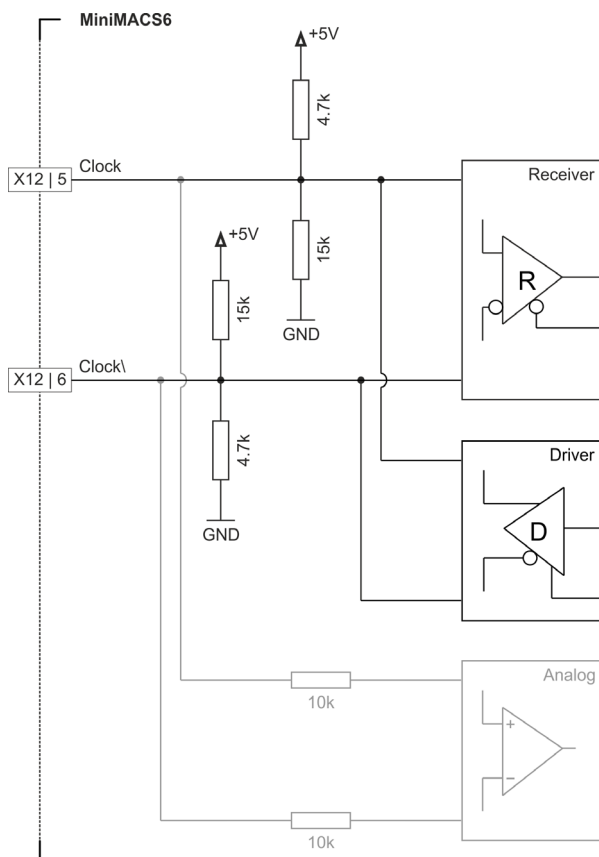 MiniMACS6
+5V
4.7k
X12 | 5
Clock
Receiver
+5V
15k
15k
R
GND
X12 | 6
Clock\
4.7k
Driver
D
GND
Analog
10k
+
-
10k